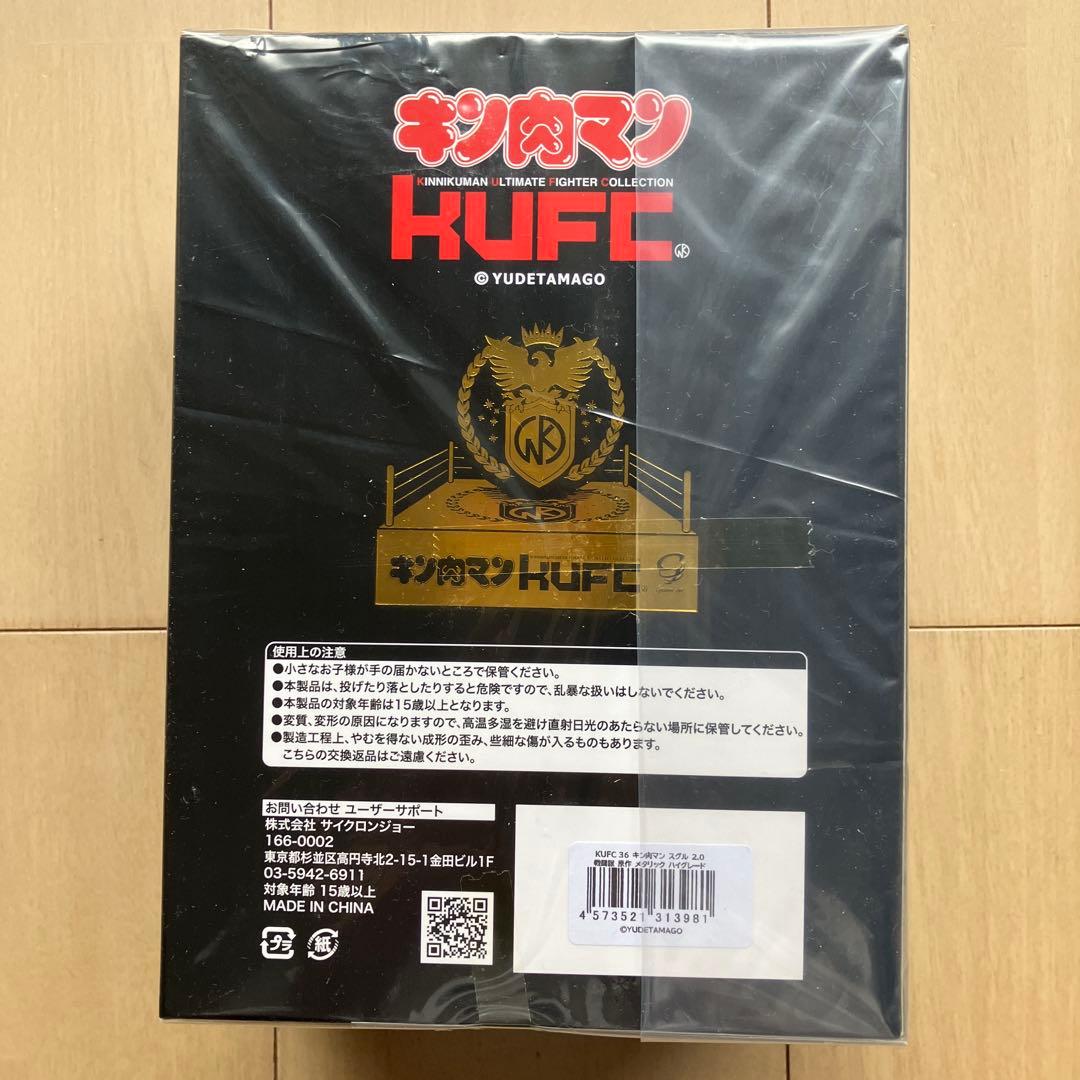 キン肉マン
KINNIKUMAN ULTIMATE FIGHTER COLLECTION
KUFC
©YUDETAMAGO
キン肉マン KUFC
使用上の注意
●小さなお子様が手の届かないところで保管ください。
●本製品は、投げたり落としたりすると危険ですので、乱暴な扱いはしないでください。
●本製品の対象年齢は15歳以上となります。
●変質、変形の原因になりますので、高温多湿を避け直射日光のあたらない場所に保管してください。
●製造工程上、やむを得ない成形の歪み、些細な傷が入るものもあります。
こちらの交換返品はご遠慮ください。
お問い合わせ ユーザーサポート
株式会社 サイクロンジョー
166-0002
東京都杉並区高円寺北2-15-1金田ビル1F
03-5942-6911
対象年齢 15歳以上
MADE IN CHINA
プラ
紙
KUFC 36 キン肉マン スグル 2.0
戦闘版 原作 メタリック ハイグレード
4 573521 313981
©YUDETAMAGO